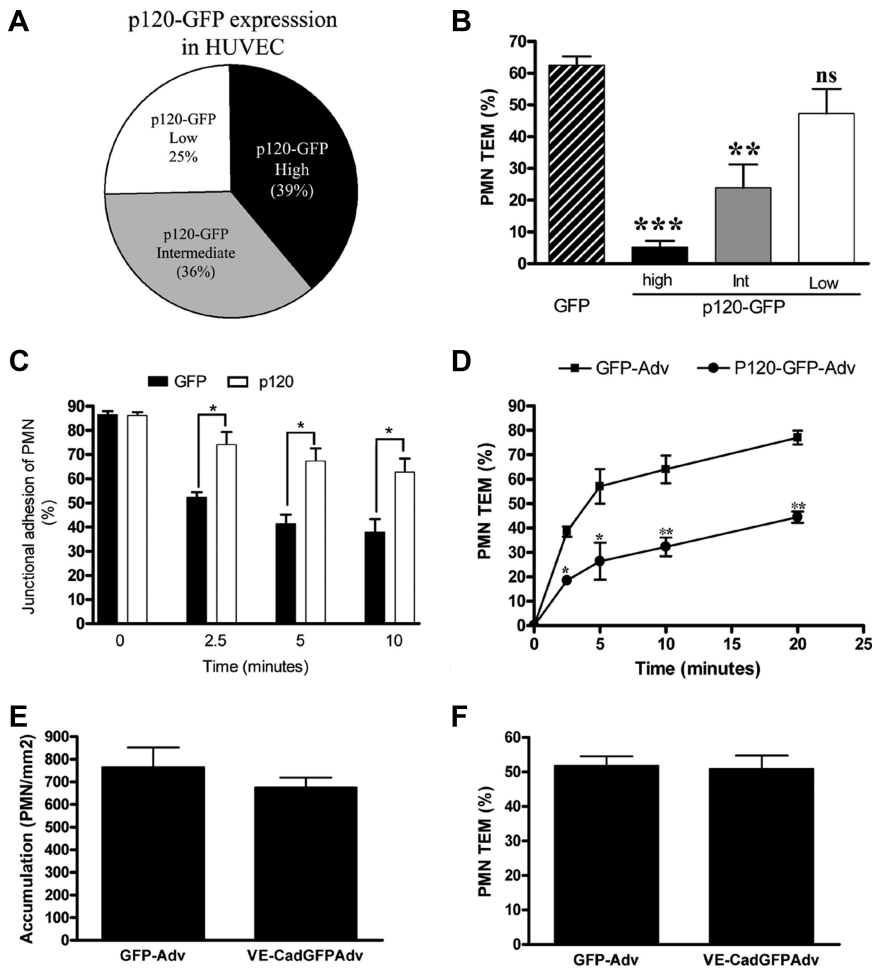 A
p120-GFP expresssion
in HUVEC
p120-GFP
Low
25%
p120-GFP
High
(39%)
p120-GFP
Intermediate
(36%)
B
PMN TEM (%)
70
60
50
40
30
20
10
0
***
**
ns
high
Int
Low
GFP
p120-GFP
C
GFP
p120
Junctional adhesion of PMN
(%)
90
80
70
60
50
40
30
20
10
0
*
*
*
0
2.5
5
10
Time (minutes)
D
GFP-Adv
P120-GFP-Adv
PMN TEM (%)
90
80
70
60
50
40
30
20
10
0
*
*
**
**
0
5
10
15
20
25
Time (minutes)
E
Accumulation (PMN/mm2)
900
800
700
600
500
400
300
200
100
0
GFP-Adv
VE-CadGFPAdv
F
PMN TEM (%)
60
50
40
30
20
10
0
GFP-Adv
VE-CadGFPAdv